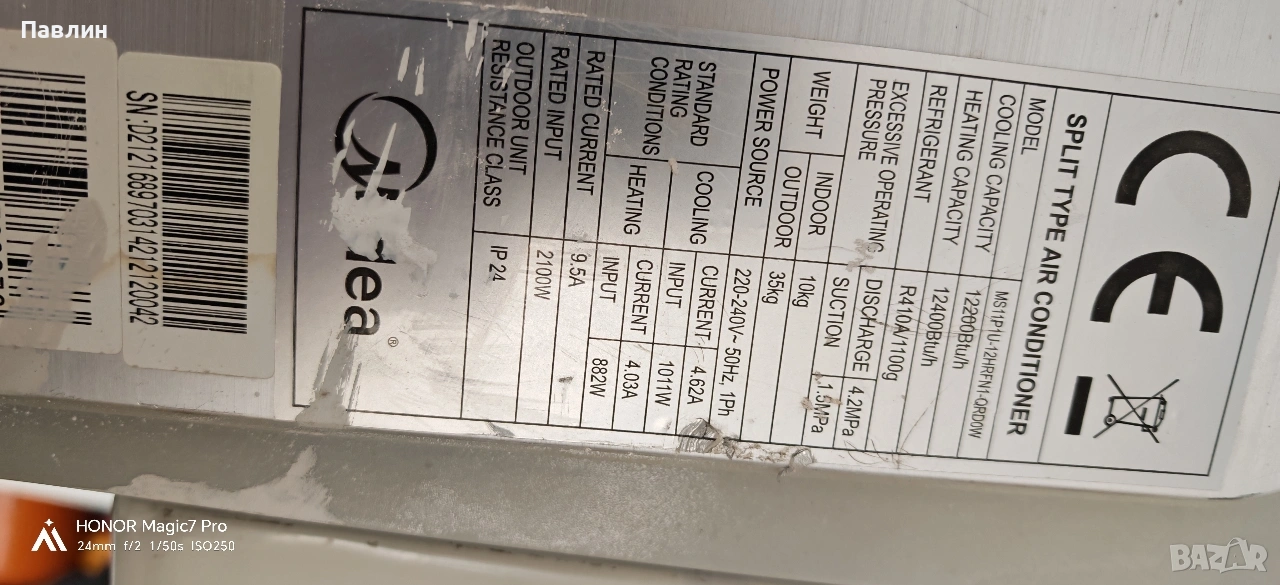 Павлин
SPLIT TYPE AIR CONDITIONER
MODEL MS11P1U-12HRFN1-QRD0W
COOLING CAPACITY 12200Btu/h
HEATING CAPACITY 12400Btu/h
REFRIGERANT R410A/1100g
EXCESSIVE OPERATING PRESSURE DISCHARGE 4.2MPa
SUCTION 1.5MPa
WEIGHT INDOOR 10kg
OUTDOOR 35kg
POWER SOURCE 220-240V~ 50Hz, 1Ph
STANDARD RATING CONDITIONS COOLING CURRENT 4.62A
INPUT 1011W
HEATING CURRENT 4.03A
INPUT 882W
RATED CURRENT 9.5A
RATED INPUT 2100W
OUTDOOR UNIT RESISTANCE CLASS IP 24
Midea®
HONOR Magic7 Pro
24mm f/2 1/50s ISO250
BAZAR